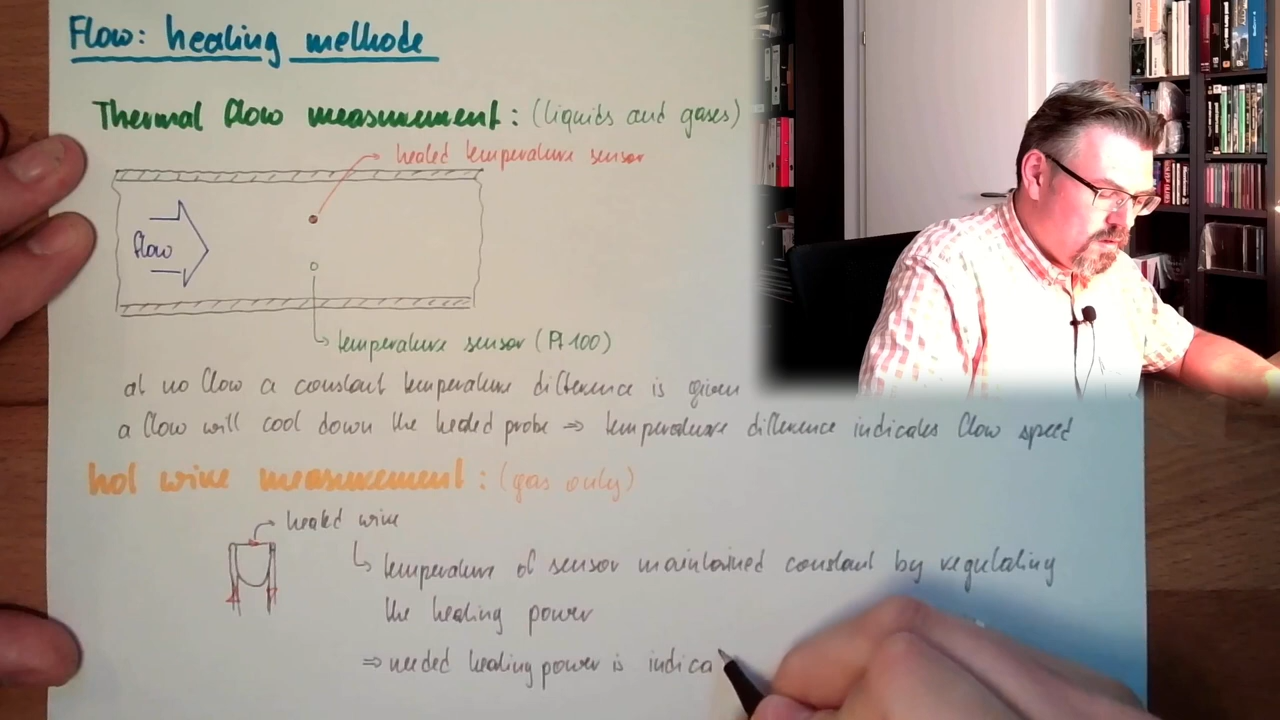 Flow: heating methode
Thermal flow measurement: (liquids and gases)
heated temperature sensor
flow
temperature sensor (Pt100)
at no flow a constant temperature difference is given
a flow will cool down the heated probe ⇒ temperature difference indicates flow speed
hot wire measurement: (gas only)
heated wire
temperature of sensor maintained constant by regulating
the heating power
⇒ needed heating power is indica